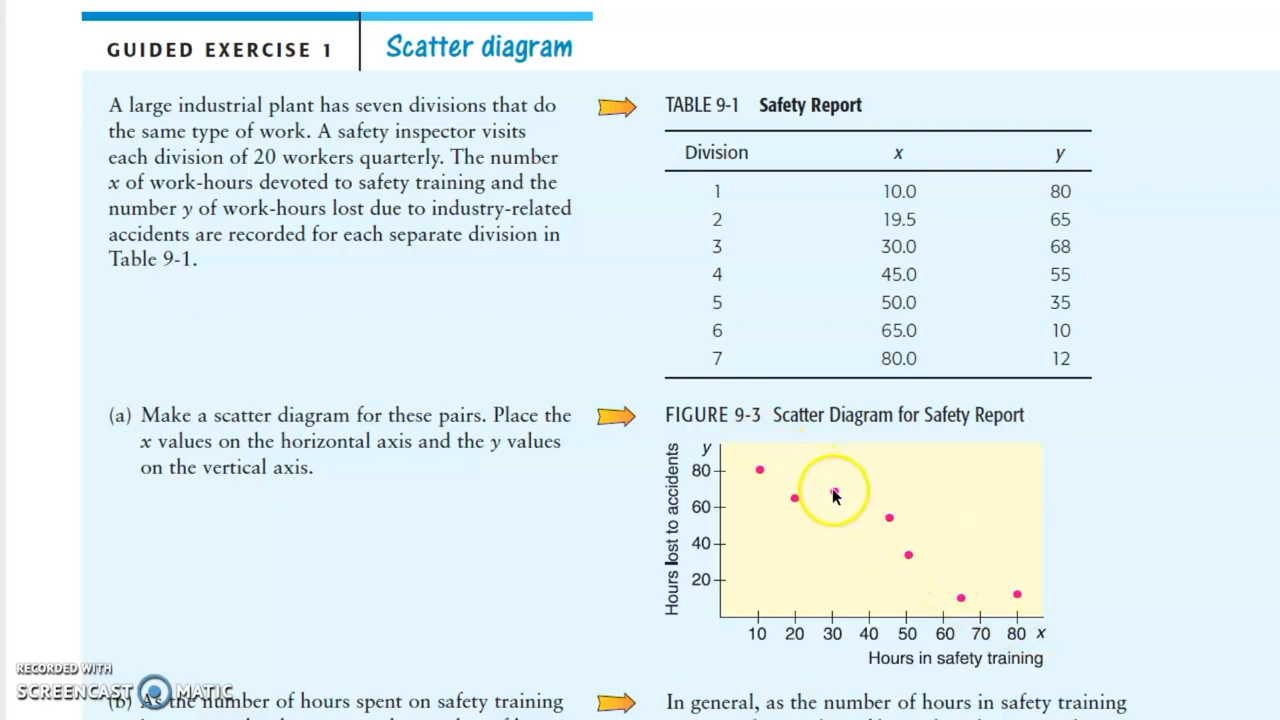 GUIDED EXERCISE 1
Scatter diagram
A large industrial plant has seven divisions that do
the same type of work. A safety inspector visits
each division of 20 workers quarterly. The number
x of work-hours devoted to safety training and the
number y of work-hours lost due to industry-related
accidents are recorded for each separate division in
Table 9-1.
TABLE 9-1 Safety Report
Division x y
1 10.0 80
2 19.5 65
3 30.0 68
4 45.0 55
5 50.0 35
6 65.0 10
7 80.0 12
(a) Make a scatter diagram for these pairs. Place the
x values on the horizontal axis and the y values
on the vertical axis.
FIGURE 9-3 Scatter Diagram for Safety Report
Hours lost to accidents
y
80
60
40
20
10 20 30 40 50 60 70 80 x
Hours in safety training
RECORDED WITH
SCREENCAST MATIC
(b) As the number of hours spent on safety training
In general, as the number of hours in safety training